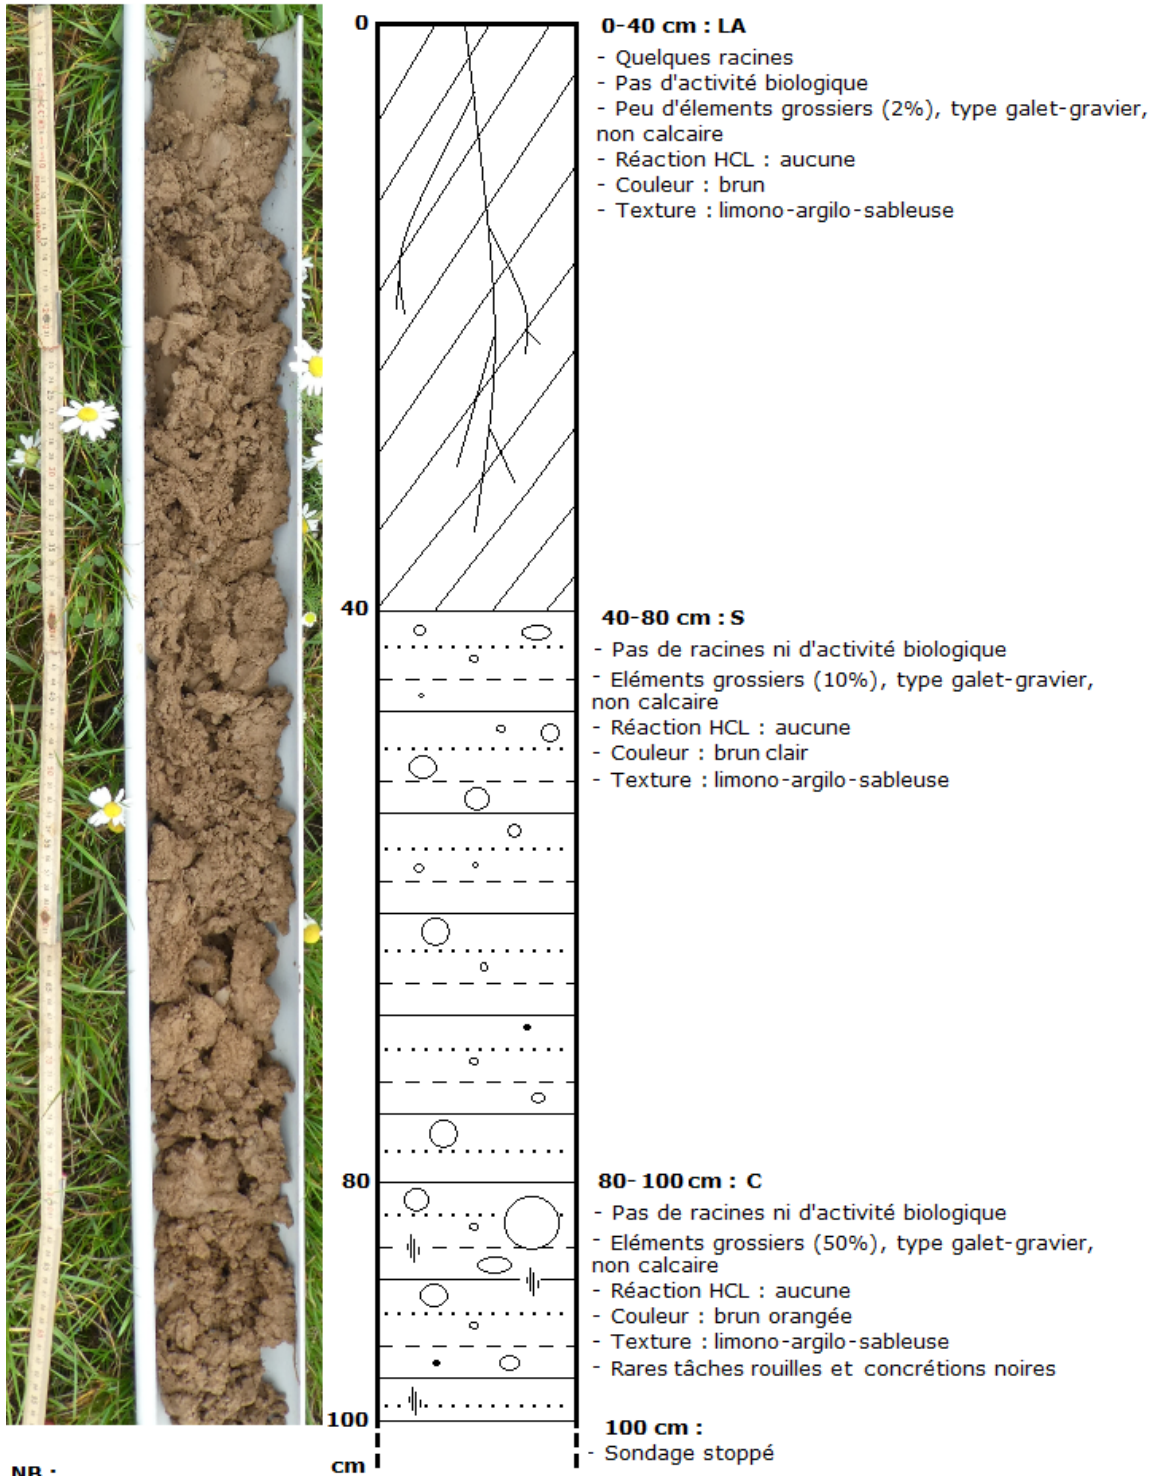 0
0-40 cm : LA
- Quelques racines
- Pas d'activité biologique
- Peu d'élements grossiers (2%), type galet-gravier,
non calcaire
- Réaction HCL : aucune
- Couleur : brun
- Texture : limono-argilo-sableuse
40
40-80 cm : S
- Pas de racines ni d'activité biologique
- Eléments grossiers (10%), type galet-gravier,
non calcaire
- Réaction HCL : aucune
- Couleur : brun clair
- Texture : limono-argilo-sableuse
80
80-100 cm : C
- Pas de racines ni d'activité biologique
- Eléments grossiers (50%), type galet-gravier,
non calcaire
- Réaction HCL : aucune
- Couleur : brun orangée
- Texture : limono-argilo-sableuse
- Rares tâches rouilles et concrétions noires
100
100 cm :
- Sondage stoppé
cm
NB :